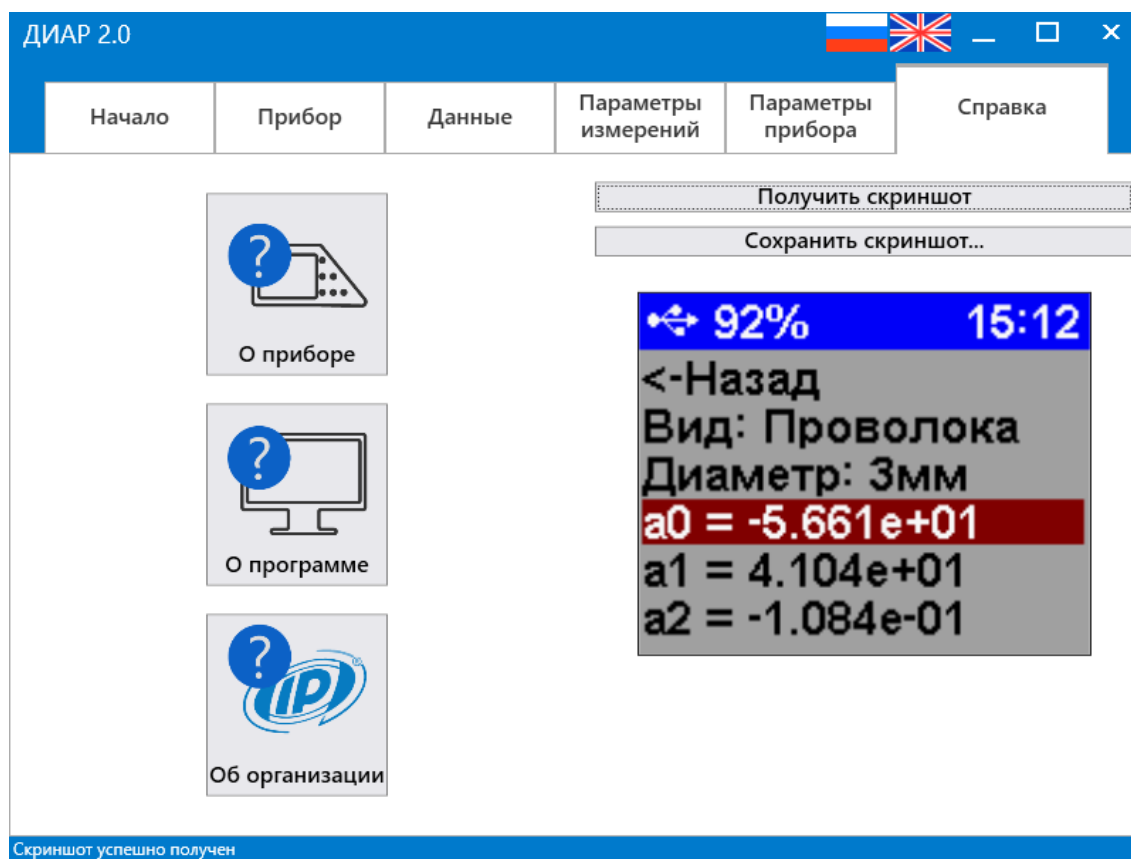 ДИАР 2.0
Начало
Прибор
Данные
Параметры
измерений
Параметры
прибора
Справка
Получить скриншот
Сохранить скриншот...
?
О приборе
?
О программе
?
IP®
Об организации
92% 15:12
<-Назад
Вид: Проволока
Диаметр: 3мм
a0 = -5.661e+01
a1 = 4.104e+01
a2 = -1.084e-01
Скриншот успешно получен